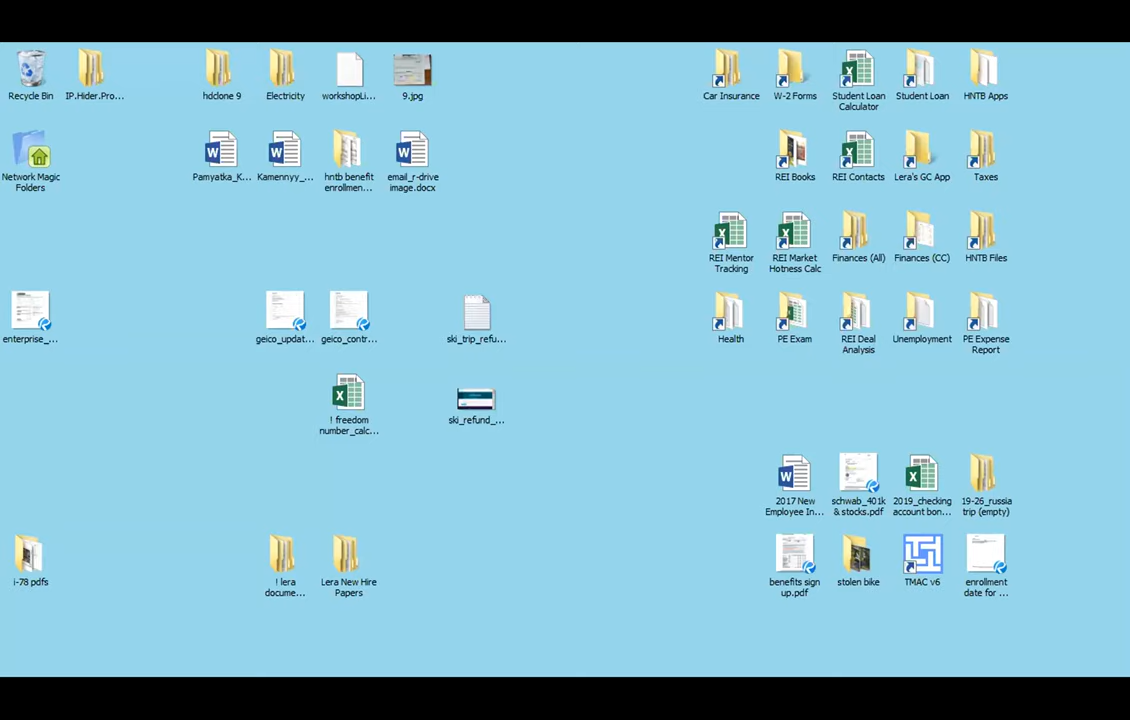 Recycle Bin
IP.Hider.Pro...
hddone 9
Electricity
workshopLi...
9.jpg
Car Insurance
W-2 Forms
Student Loan
Calculator
Student Loan
HNTB Apps
Network Magic
Folders
Pamyatka_K...
Kamennyy_...
hntb benefit
enrollmen...
email_r-drive
image.docx
REI Books
REI Contacts
Lera's GC App
Taxes
REI Mentor
Tracking
REI Market
Hotness Calc
Finances (All)
Finances (CC)
HNTB Files
enterprise_...
geico_updat...
geico_contr...
ski_trip_refu...
Health
PE Exam
REI Deal
Analysis
Unemployment
PE Expense
Report
! freedom
number_calc...
ski_refund_...
2017 New
Employee In...
schwab_401k
& stocks.pdf
2019_checking
account bon...
19-26_russia
trip (empty)
i-78 pdfs
! lera
docume...
Lera New Hire
Papers
benefits sign
up.pdf
stolen bike
TMAC v6
enrollment
date for ...